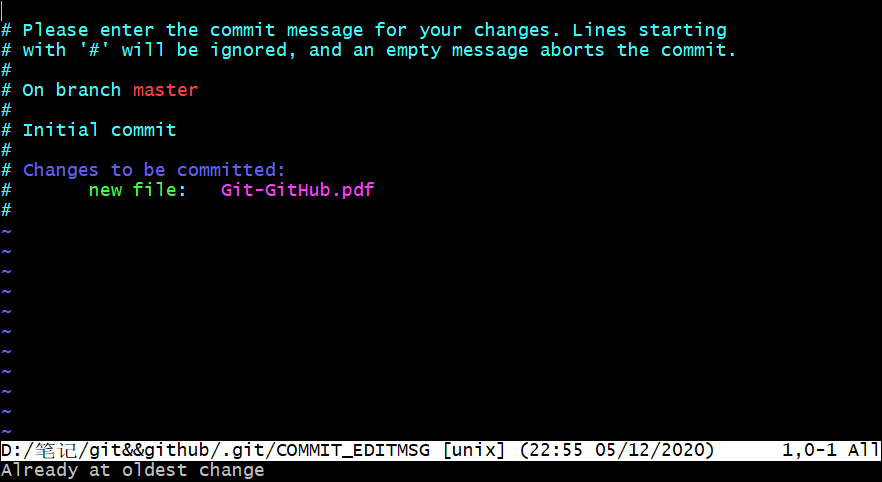 # Please enter the commit message for your changes. Lines starting
# with '#' will be ignored, and an empty message aborts the commit.
#
# On branch master
#
# Initial commit
#
# Changes to be committed:
#       new file:   Git-GitHub.pdf
#
~
~
~
~
~
~
~
~
~
~
~
D:/笔记/git&&github/.git/COMMIT_EDITMSG [unix] (22:55 05/12/2020)      1,0-1 All
Already at oldest change